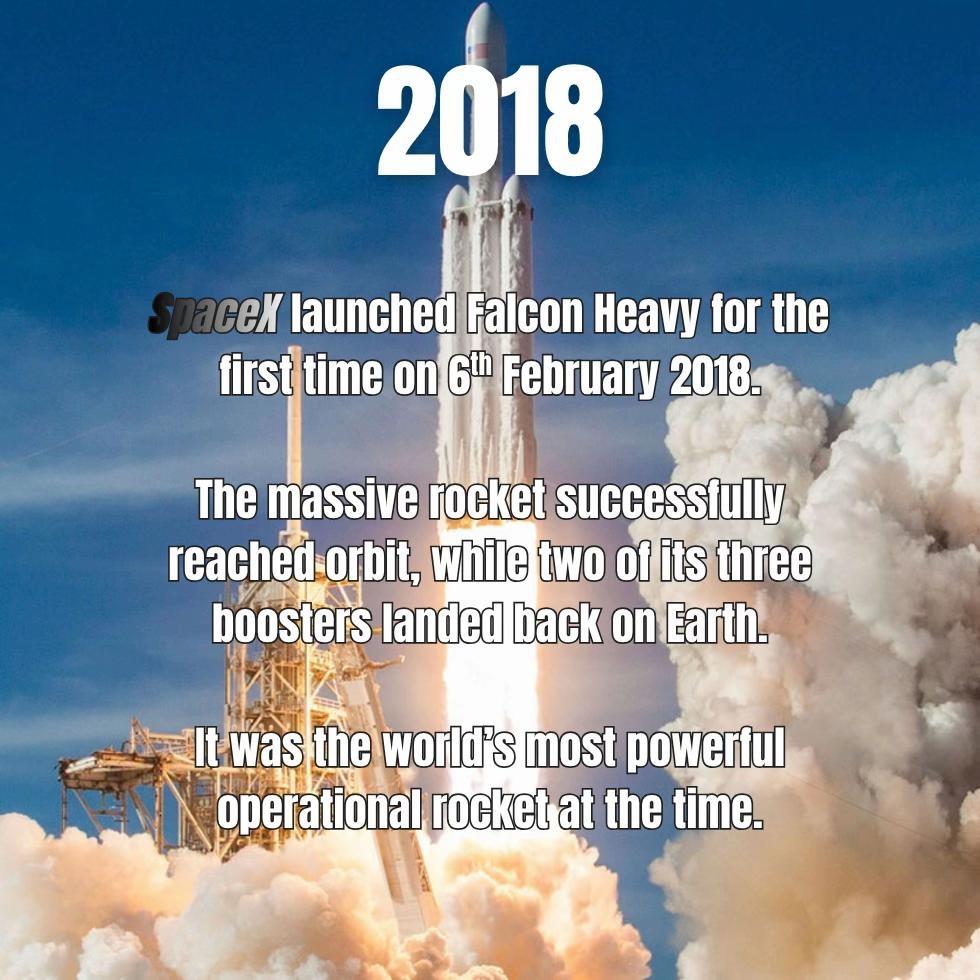 2018
SpaceX launched Falcon Heavy for the
first time on 6th February 2018.
The massive rocket successfully
reached orbit, while two of its three
boosters landed back on Earth.
It was the world’s most powerful
operational rocket at the time.